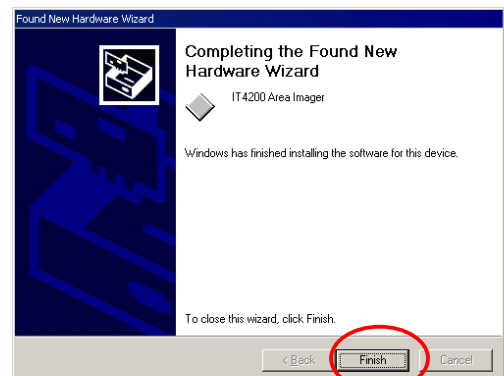 Found New Hardware Wizard
Completing the Found New
Hardware Wizard
IT4200 Area Imager
Windows has finished installing the software for this device.
To close this wizard, click Finish.
< Back
Finish
Cancel